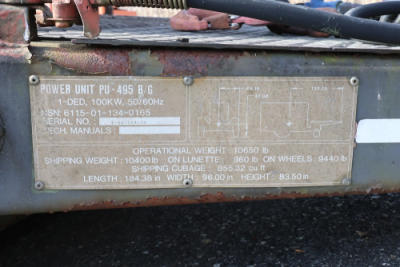 POWER UNIT PU-495 B/G
1-DED, 100KW, 50/60Hz
NSN: 6115-01-134-0165
SERIAL NO.
TECH. MANUALS
OPERATIONAL WEIGHT: 10650 lb
SHIPPING WEIGHT: 10400 lb ON LUNETTE: 960 lb ON WHEELS: 9440 lb
SHIPPING CUBAGE: 855.32 cu ft
LENGTH: 184.38 in WIDTH: 96.00 in HEIGHT: 83.50 in